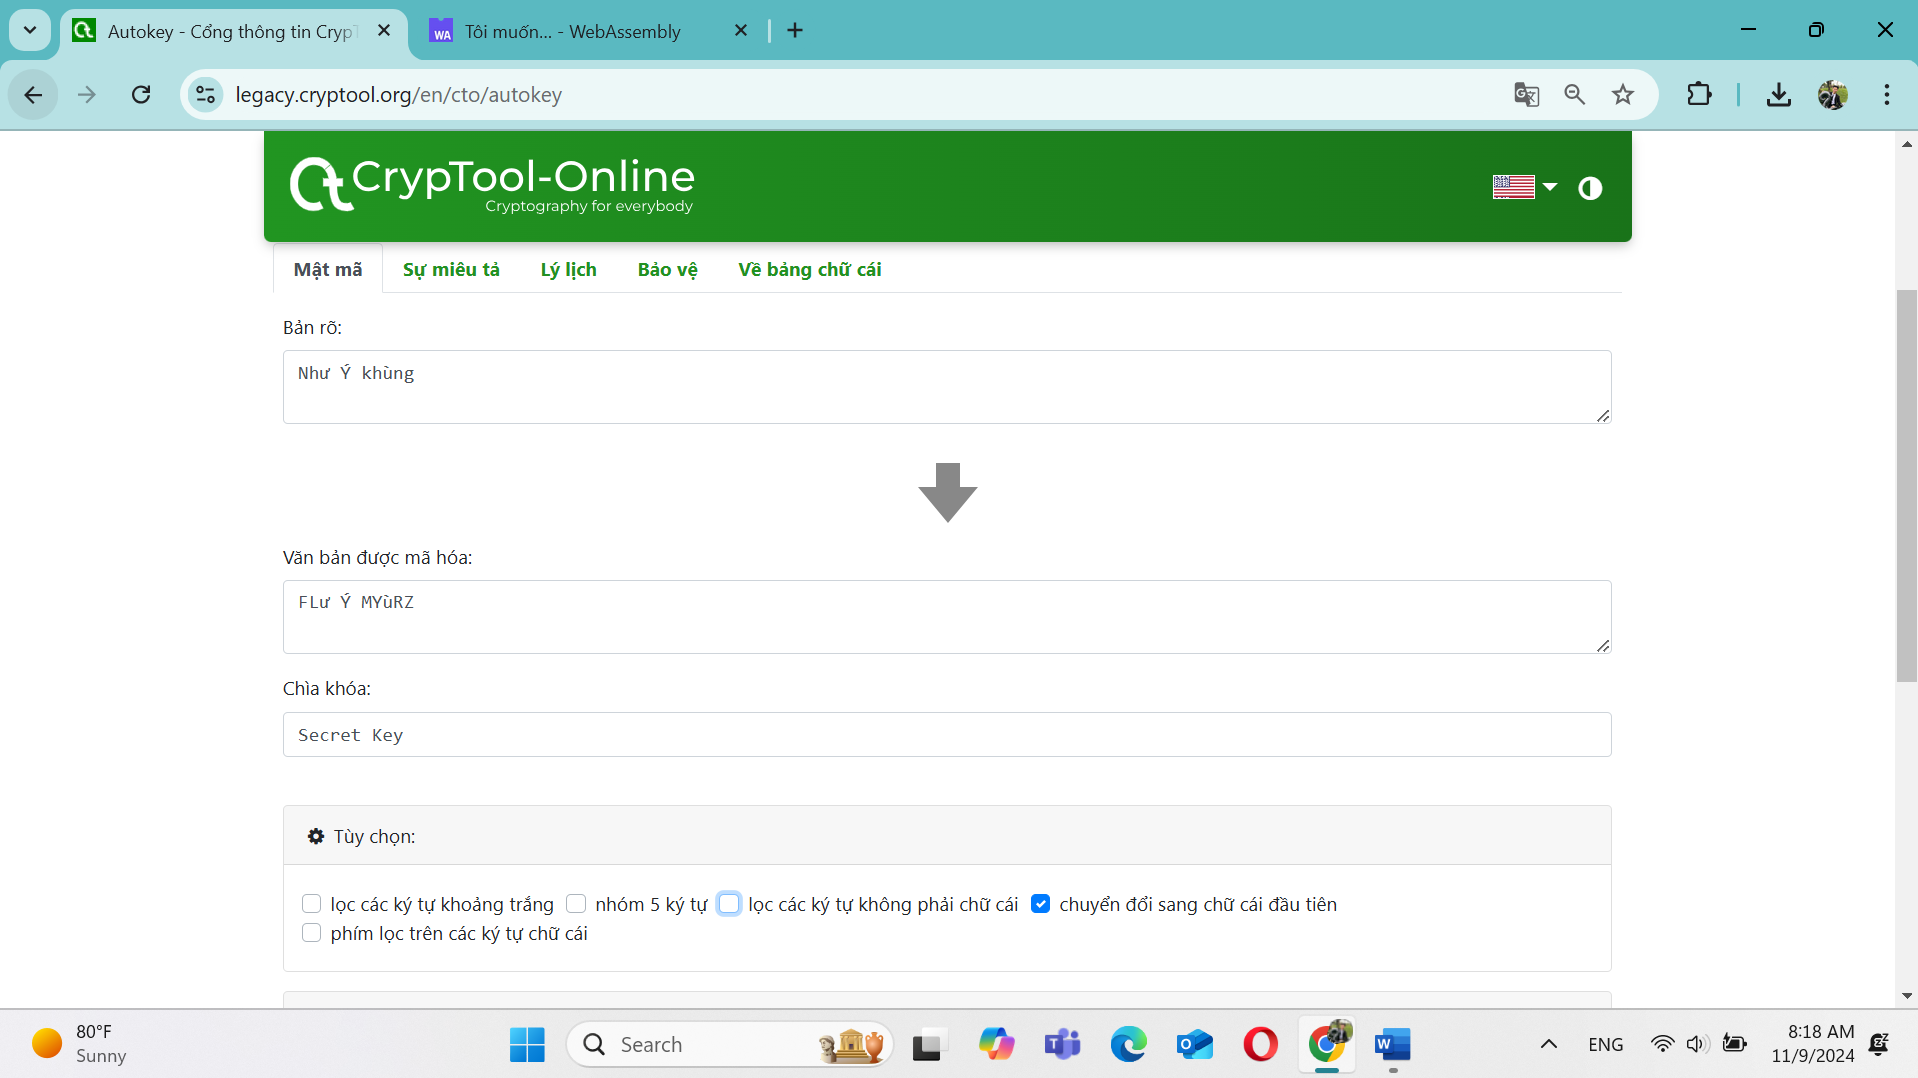 Autokey - Cổng thông tin Cryp
Tôi muốn... - WebAssembly
legacy.cryptool.org/en/cto/autokey
CrypTool-Online
Cryptography for everybody
Mật mã
Sự miêu tả
Lý lịch
Bảo vệ
Về bảng chữ cái
Bản rõ:
Như Ý khùng
Văn bản được mã hóa:
FLư Ý MYùRZ
Chìa khóa:
Secret Key
Tùy chọn:
lọc các ký tự khoảng trắng
nhóm 5 ký tự
lọc các ký tự không phải chữ cái
chuyển đổi sang chữ cái đầu tiên
phím lọc trên các ký tự chữ cái
80°F
Sunny
Search
ENG
8:18 AM
11/9/2024